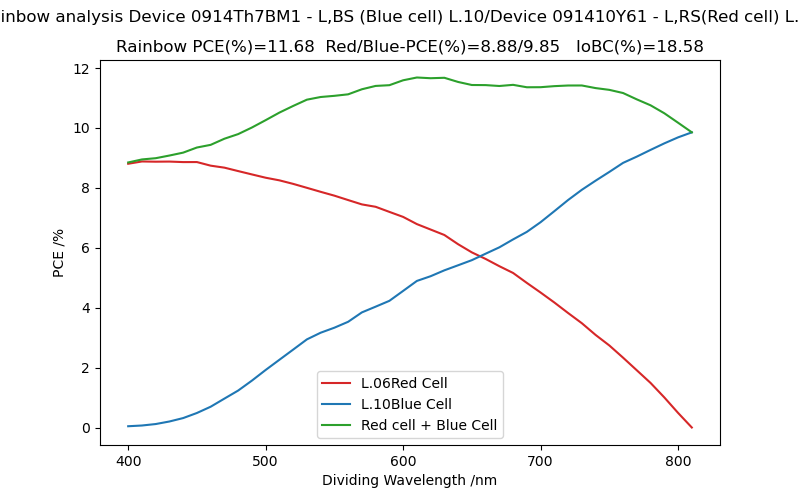 inbow analysis Device 0914Th7BM1 - L,BS (Blue cell) L.10/Device 091410Y61 - L,RS(Red cell) L.
Rainbow PCE(%)=11.68 Red/Blue-PCE(%)=8.88/9.85 IoBC(%)=18.58
12
10
8
6
4
2
0
PCE /%
L.06Red Cell
L.10Blue Cell
Red cell + Blue Cell
400 500 600 700 800
Dividing Wavelength /nm